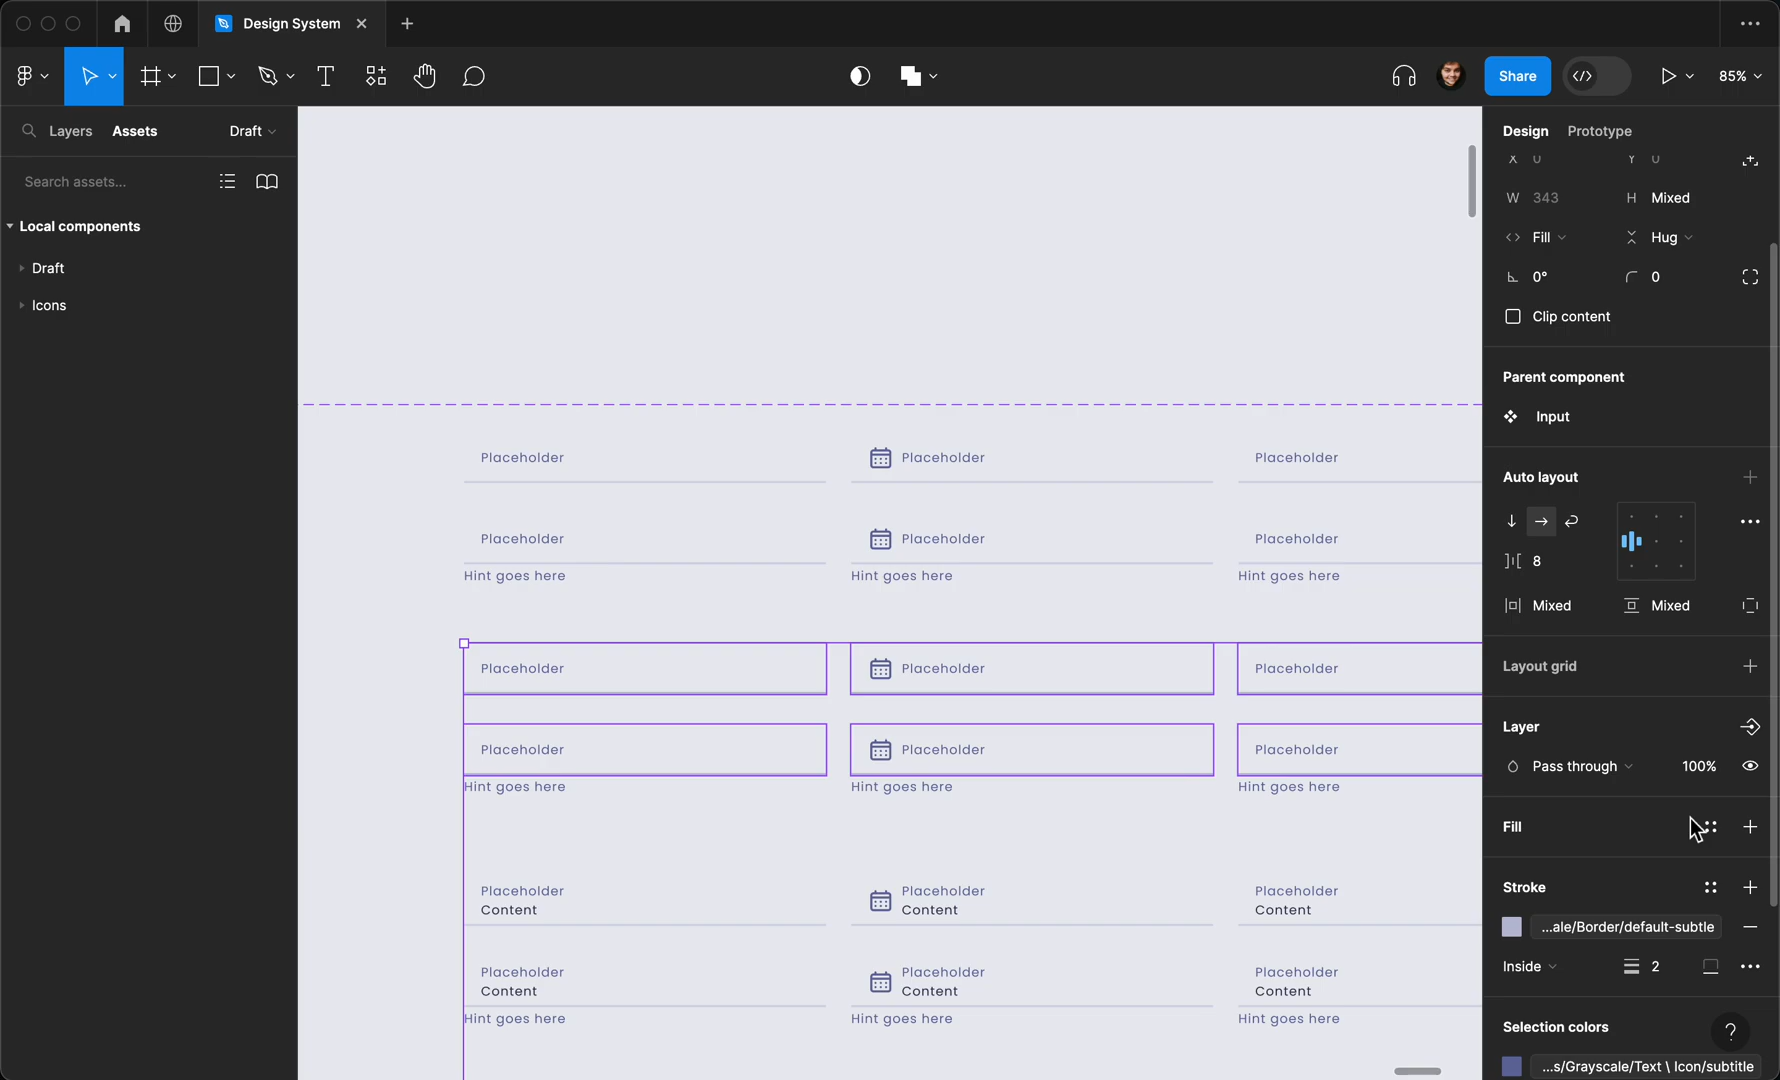 Design System
Share
85%
Layers Assets Draft
Search assets...
Local components
Draft
Icons
Placeholder Placeholder Placeholder
Placeholder Placeholder Placeholder
Hint goes here Hint goes here Hint goes here
Placeholder Placeholder Placeholder
Placeholder Placeholder Placeholder
Hint goes here Hint goes here Hint goes here
Placeholder Placeholder Placeholder
Content Content Content
Placeholder Placeholder Placeholder
Content Content Content
Hint goes here Hint goes here Hint goes here
Design Prototype
X 0 Y 0
W 343 H Mixed
Fill Hug
0° 0
Clip content
Parent component
Input
Auto layout
8
Mixed Mixed
Layout grid
Layer
Pass through 100%
Fill
Stroke
...ale/Border/default-subtle
Inside 2
Selection colors
?
...s/Grayscale/Text \ Icon/subtitle